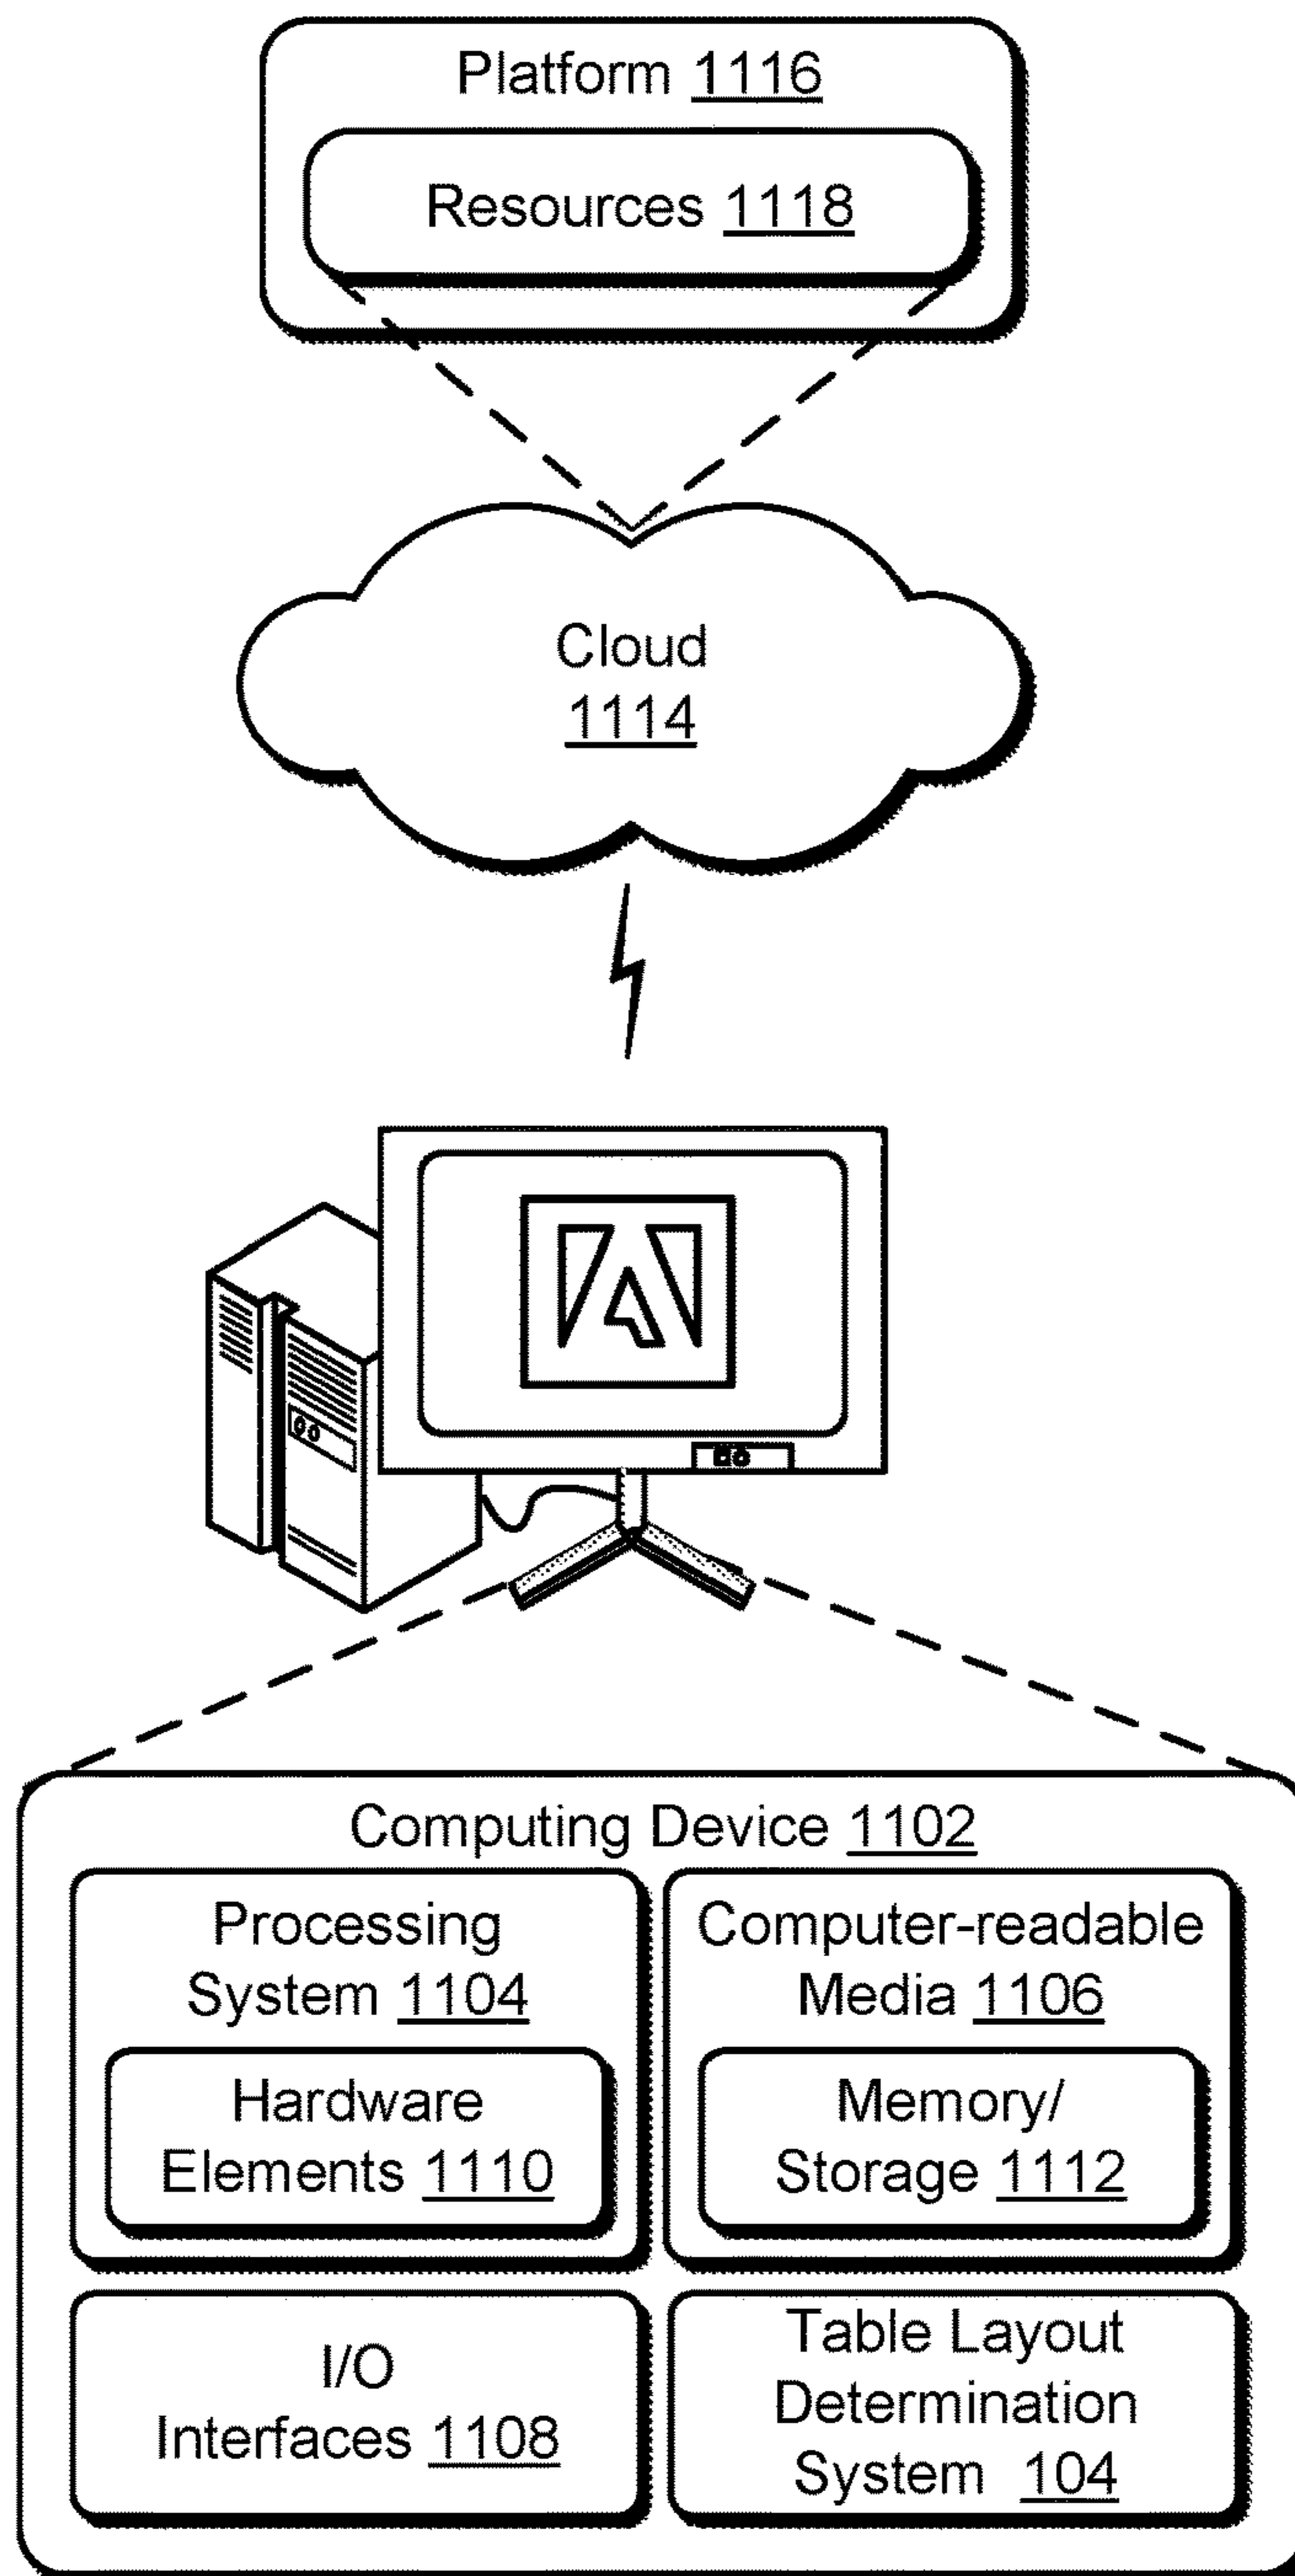 Platform 1116
Resources 1118
Cloud
1114
Computing Device 1102
Processing
System 1104
Hardware
Elements 1110
Computer-readable
Media 1106
Memory/
Storage 1112
I/O
Interfaces 1108
Table Layout
Determination
System 104